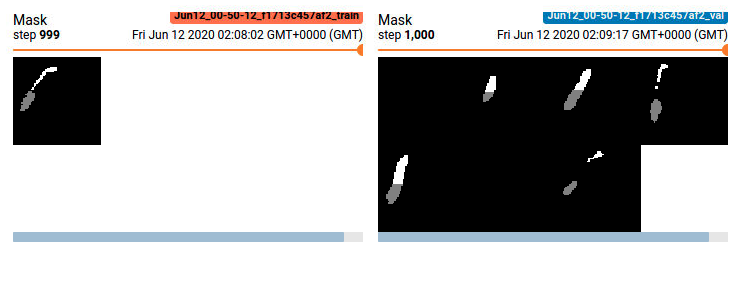 Mask
Jun12_00-50-12_f1713c457af2_train
step 999
Fri Jun 12 2020 02:08:02 GMT+0000 (GMT)
Mask
Jun12_00-50-12_f1713c457af2_val
step 1,000
Fri Jun 12 2020 02:09:17 GMT+0000 (GMT)